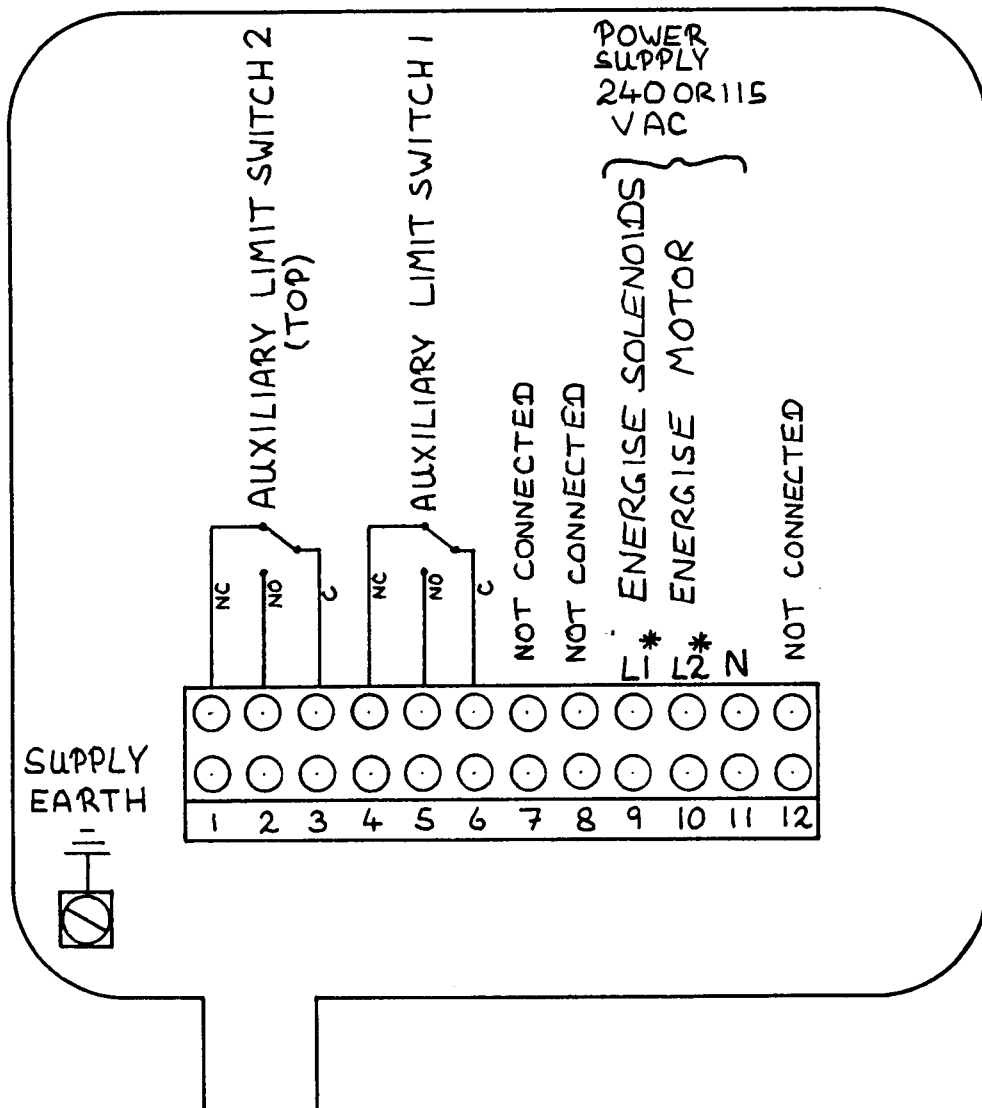 AUXILIARY LIMIT SWITCH 2
(TOP)
AUXILIARY LIMIT SWITCH 1
POWER
SUPPLY
240 OR 115
VAC
NC
NO
C
NC
NO
C
NOT CONNECTED
NOT CONNECTED
ENERGISE SOLENOIDS
ENERGISE MOTOR
NOT CONNECTED
L1* L2* N
SUPPLY
EARTH
1 2 3 4 5 6 7 8 9 10 11 12